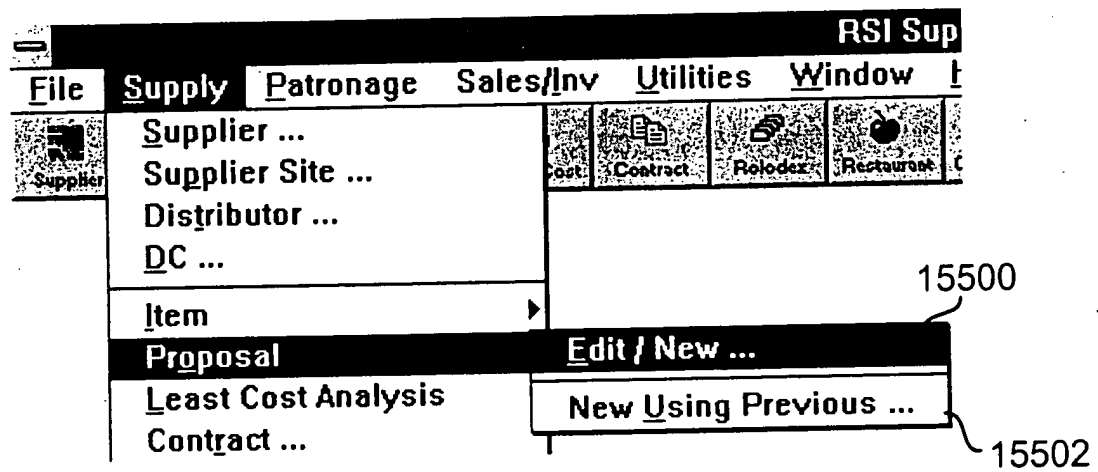 RSI Sup
File Supply Patronage Sales/Inv Utilities Window
Supplier Cost Contract Rolodex Restaurant
Supplier ...
Supplier Site ...
Distributor ...
DC ...
Item
Proposal
Least Cost Analysis
Contract ...
Edit / New ...
New Using Previous ...
15500
15502